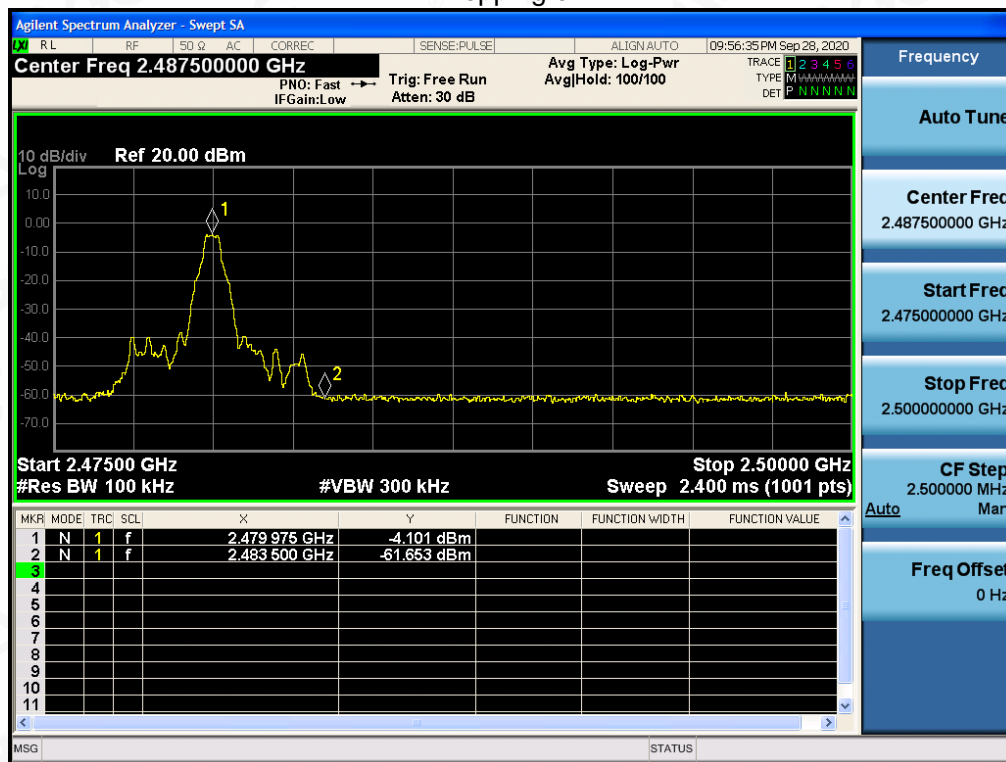 opping
Agilent Spectrum Analyzer - Swept SA
LXI RL RF 50 Ω AC CORREC SENSE:PULSE ALIGN AUTO 09:56:35 PM Sep 28, 2020
Center Freq 2.487500000 GHz
PNO: Fast
IFGain:Low
Trig: Free Run
Atten: 30 dB
Avg Type: Log-Pwr
Avg|Hold: 100/100
TRACE 1 2 3 4 5 6
TYPE M
DET P N N N N N
10 dB/div Ref 20.00 dBm
Log
10.0
0.00
-10.0
-20.0
-30.0
-40.0
-50.0
-60.0
-70.0
1
2
Start 2.47500 GHz Stop 2.50000 GHz
#Res BW 100 kHz #VBW 300 kHz Sweep 2.400 ms (1001 pts)
MKR MODE TRC SCL X Y FUNCTION FUNCTION WIDTH FUNCTION VALUE
1 N 1 f 2.479 975 GHz -4.101 dBm
2 N 1 f 2.483 500 GHz -61.653 dBm
3
4
5
6
7
8
9
10
11
MSG STATUS
Frequency
Auto Tune
Center Freq
2.487500000 GHz
Start Freq
2.475000000 GHz
Stop Freq
2.500000000 GHz
CF Step
2.500000 MHz
Auto Man
Freq Offset
0 Hz